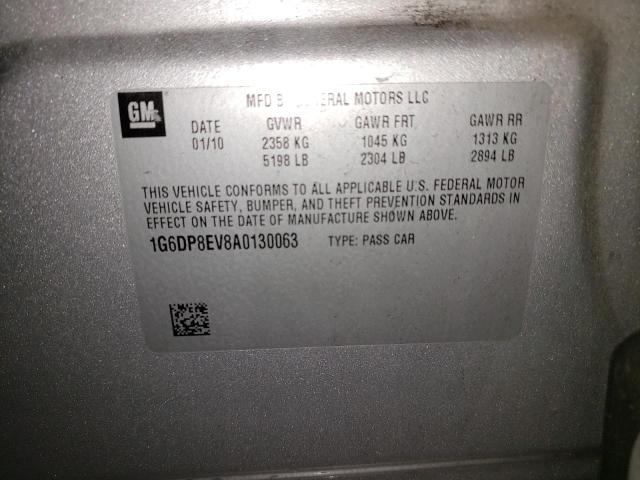 GM
MFD B ERAL MOTORS LLC
DATE GVWR GAWR FRT GAWR RR
01/10 2358 KG 1045 KG 1313 KG
5198 LB 2304 LB 2894 LB
THIS VEHICLE CONFORMS TO ALL APPLICABLE U.S. FEDERAL MOTOR
VEHICLE SAFETY, BUMPER, AND THEFT PREVENTION STANDARDS IN
EFFECT ON THE DATE OF MANUFACTURE SHOWN ABOVE.
1G6DP8EV8A0130063 TYPE: PASS CAR